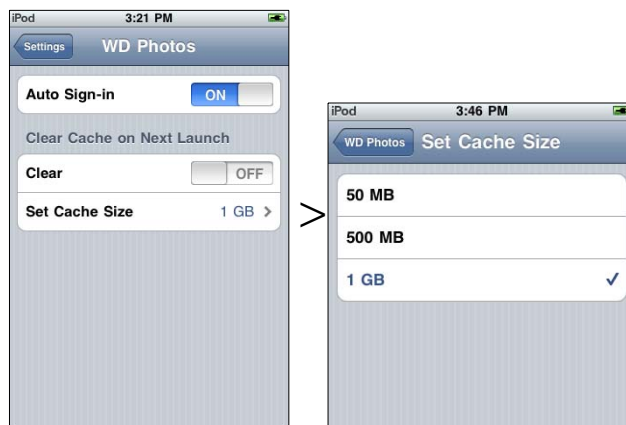 iPod 3:21 PM
Settings WD Photos
Auto Sign-in ON
Clear Cache on Next Launch
Clear OFF
Set Cache Size 1 GB >
>
iPod 3:46 PM
WD Photos Set Cache Size
50 MB
500 MB
1 GB